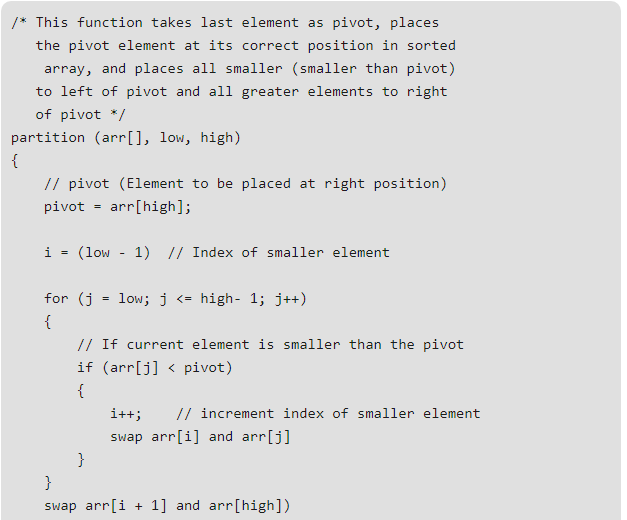 /* This function takes last element as pivot, places
   the pivot element at its correct position in sorted
    array, and places all smaller (smaller than pivot)
   to left of pivot and all greater elements to right
   of pivot */
partition (arr[], low, high)
{
    // pivot (Element to be placed at right position)
    pivot = arr[high];

    i = (low - 1)  // Index of smaller element

    for (j = low; j <= high- 1; j++)
    {
        // If current element is smaller than the pivot
        if (arr[j] < pivot)
        {
            i++;    // increment index of smaller element
            swap arr[i] and arr[j]
        }
    }
    swap arr[i + 1] and arr[high])